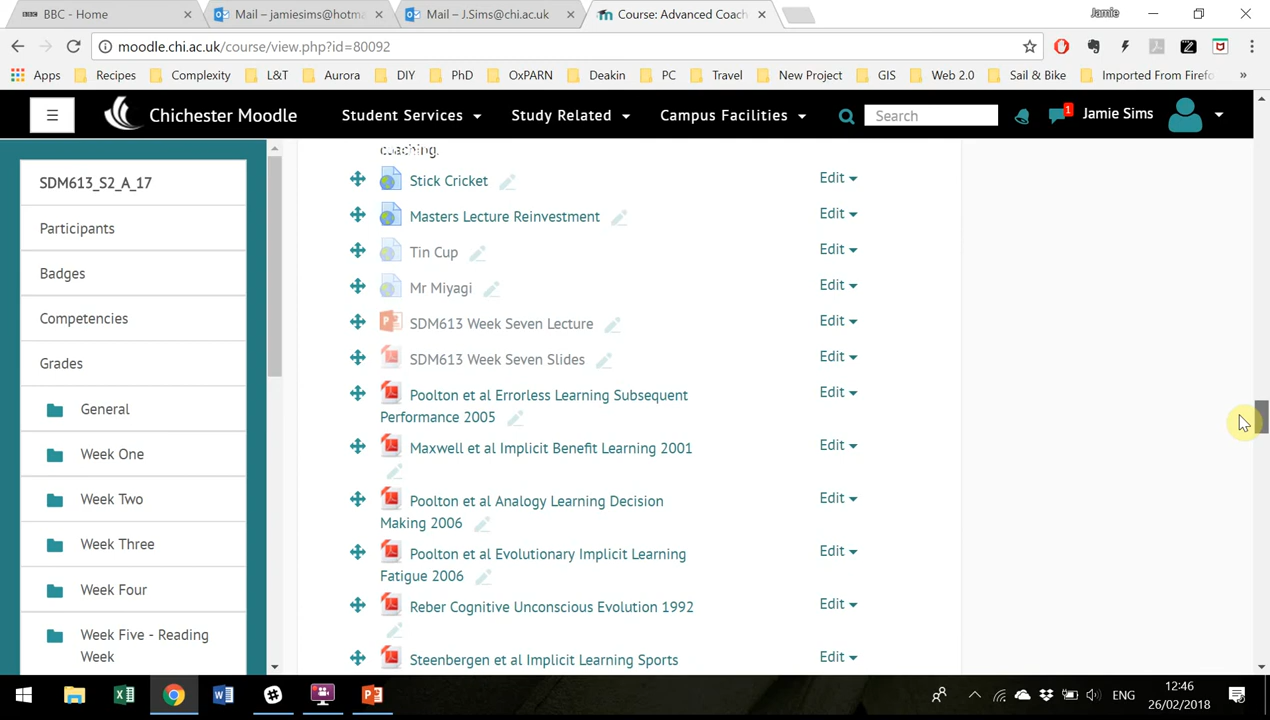 BBC - Home
Mail – jamiesims@hotma
Mail – J.Sims@chi.ac.uk
Course: Advanced Coach
Jamie
moodle.chi.ac.uk/course/view.php?id=80092
Apps
Recipes
Complexity
L&T
Aurora
DIY
PhD
OxPARN
Deakin
PC
Travel
New Project
GIS
Web 2.0
Sail & Bike
Imported From Firefo
»
Chichester Moodle
Student Services
Study Related
Campus Facilities
Search
1
Jamie Sims
SDM613_S2_A_17
Participants
Badges
Competencies
Grades
General
Week One
Week Two
Week Three
Week Four
Week Five - Reading
Week
coaching.
Stick Cricket
Edit
Masters Lecture Reinvestment
Edit
Tin Cup
Edit
Mr Miyagi
Edit
SDM613 Week Seven Lecture
Edit
SDM613 Week Seven Slides
Edit
Poolton et al Errorless Learning Subsequent
Performance 2005
Edit
Maxwell et al Implicit Benefit Learning 2001
Edit
Poolton et al Analogy Learning Decision
Making 2006
Edit
Poolton et al Evolutionary Implicit Learning
Fatigue 2006
Edit
Reber Cognitive Unconscious Evolution 1992
Edit
Steenbergen et al Implicit Learning Sports
Edit
ENG
12:46
26/02/2018